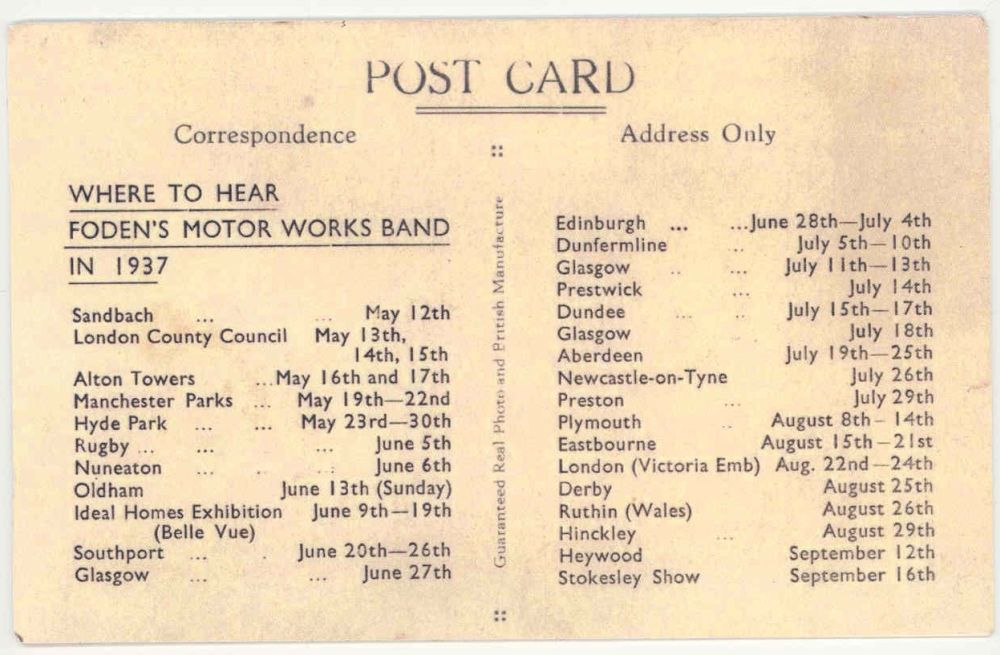 POST CARD
Correspondence
Address Only
WHERE TO HEAR
FODEN'S MOTOR WORKS BAND
IN 1937
Sandbach ... ... May 12th
London County Council May 13th,
14th, 15th
Alton Towers ...May 16th and 17th
Manchester Parks ... May 19th—22nd
Hyde Park ... ... May 23rd—30th
Rugby ... ... ... June 5th
Nuneaton ... .. . June 6th
Oldham June 13th (Sunday)
Ideal Homes Exhibition June 9th—19th
(Belle Vue)
Southport ... . June 20th—26th
Glasgow ... ... June 27th
Guaranteed Real Photo and British Manufacture
Edinburgh ... ...June 28th—July 4th
Dunfermline .. July 5th—10th
Glasgow .. ... July 11th—13th
Prestwick ... July 14th
Dundee ... .. July 15th—17th
Glasgow July 18th
Aberdeen July 19th—25th
Newcastle-on-Tyne July 26th
Preston ... July 29th
Plymouth .. August 8th–14th
Eastbourne August 15th–21st
London (Victoria Emb) Aug. 22nd—24th
Derby August 25th
Ruthin (Wales) August 26th
Hinckley ... August 29th
Heywood September 12th
Stokesley Show September 16th